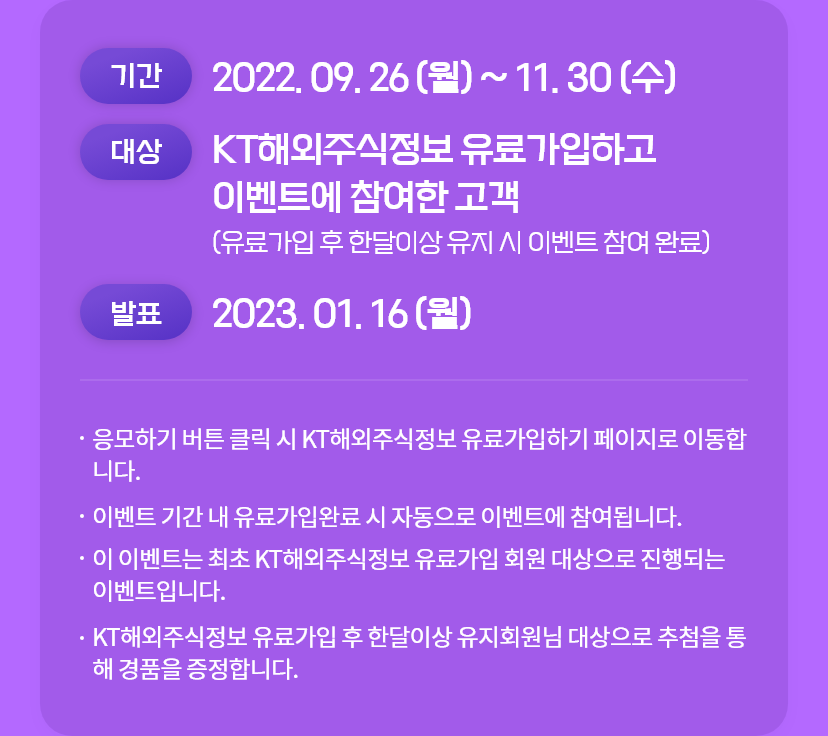 기간 2022. 09. 26 (월) ~ 11. 30 (수)
대상 KT해외주식정보 유료가입하고
이벤트에 참여한 고객
(유료가입 후 한달이상 유지 시 이벤트 참여 완료)
발표 2023. 01. 16 (월)
· 응모하기 버튼 클릭 시 KT해외주식정보 유료가입하기 페이지로 이동합
니다.
· 이벤트 기간 내 유료가입완료 시 자동으로 이벤트에 참여됩니다.
· 이 이벤트는 최초 KT해외주식정보 유료가입 회원 대상으로 진행되는
이벤트입니다.
· KT해외주식정보 유료가입 후 한달이상 유지회원님 대상으로 추첨을 통
해 경품을 증정합니다.